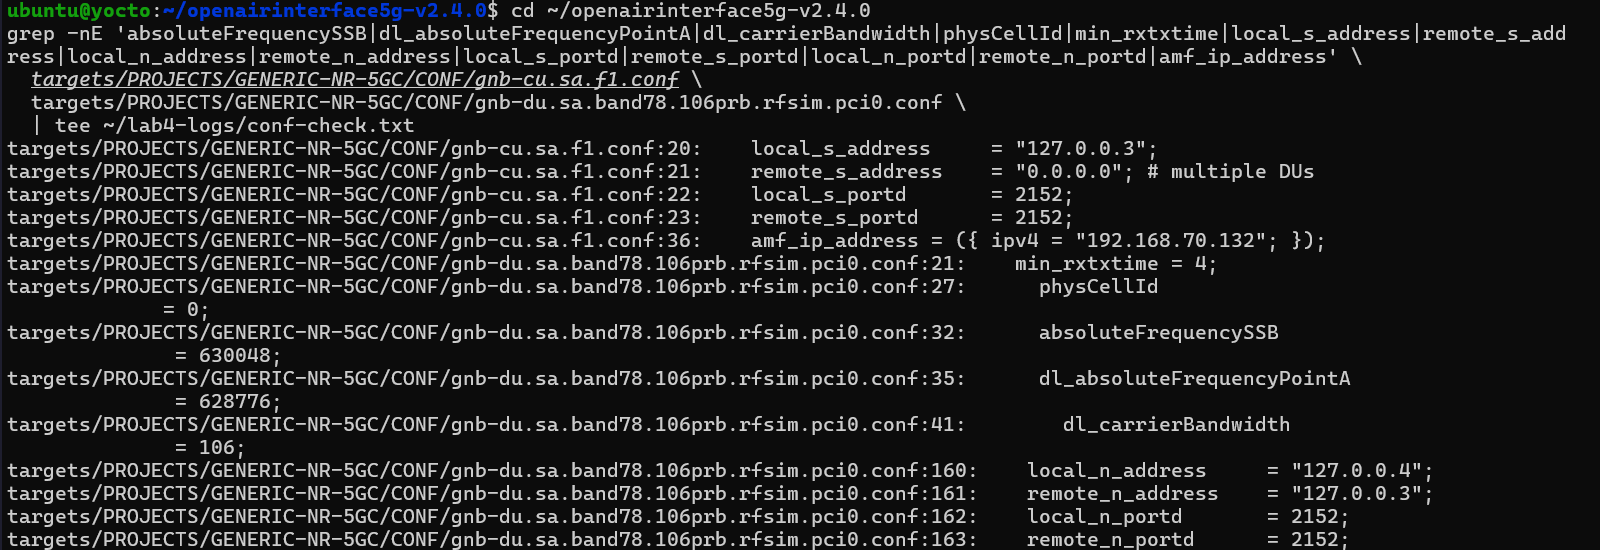 ubuntu@yocto:~/openairinterface5g-v2.4.0$ cd ~/openairinterface5g-v2.4.0
grep -nE 'absoluteFrequencySSB|dl_absoluteFrequencyPointA|dl_carrierBandwidth|physCellId|min_rxtxtime|local_s_address|remote_s_add
ress|local_n_address|remote_n_address|local_s_portd|remote_s_portd|local_n_portd|remote_n_portd|amf_ip_address' \
  targets/PROJECTS/GENERIC-NR-5GC/CONF/gnb-cu.sa.f1.conf \
  targets/PROJECTS/GENERIC-NR-5GC/CONF/gnb-du.sa.band78.106prb.rfsim.pci0.conf \
  | tee ~/lab4-logs/conf-check.txt
targets/PROJECTS/GENERIC-NR-5GC/CONF/gnb-cu.sa.f1.conf:20:    local_s_address     = "127.0.0.3";
targets/PROJECTS/GENERIC-NR-5GC/CONF/gnb-cu.sa.f1.conf:21:    remote_s_address    = "0.0.0.0"; # multiple DUs
targets/PROJECTS/GENERIC-NR-5GC/CONF/gnb-cu.sa.f1.conf:22:    local_s_portd       = 2152;
targets/PROJECTS/GENERIC-NR-5GC/CONF/gnb-cu.sa.f1.conf:23:    remote_s_portd      = 2152;
targets/PROJECTS/GENERIC-NR-5GC/CONF/gnb-cu.sa.f1.conf:36:    amf_ip_address = ({ ipv4 = "192.168.70.132"; });
targets/PROJECTS/GENERIC-NR-5GC/CONF/gnb-du.sa.band78.106prb.rfsim.pci0.conf:21:    min_rxtxtime = 4;
targets/PROJECTS/GENERIC-NR-5GC/CONF/gnb-du.sa.band78.106prb.rfsim.pci0.conf:27:      physCellId
             = 0;
targets/PROJECTS/GENERIC-NR-5GC/CONF/gnb-du.sa.band78.106prb.rfsim.pci0.conf:32:      absoluteFrequencySSB
              = 630048;
targets/PROJECTS/GENERIC-NR-5GC/CONF/gnb-du.sa.band78.106prb.rfsim.pci0.conf:35:      dl_absoluteFrequencyPointA
              = 628776;
targets/PROJECTS/GENERIC-NR-5GC/CONF/gnb-du.sa.band78.106prb.rfsim.pci0.conf:41:        dl_carrierBandwidth
              = 106;
targets/PROJECTS/GENERIC-NR-5GC/CONF/gnb-du.sa.band78.106prb.rfsim.pci0.conf:160:    local_n_address     = "127.0.0.4";
targets/PROJECTS/GENERIC-NR-5GC/CONF/gnb-du.sa.band78.106prb.rfsim.pci0.conf:161:    remote_n_address    = "127.0.0.3";
targets/PROJECTS/GENERIC-NR-5GC/CONF/gnb-du.sa.band78.106prb.rfsim.pci0.conf:162:    local_n_portd       = 2152;
targets/PROJECTS/GENERIC-NR-5GC/CONF/gnb-du.sa.band78.106prb.rfsim.pci0.conf:163:    remote_n_portd      = 2152;